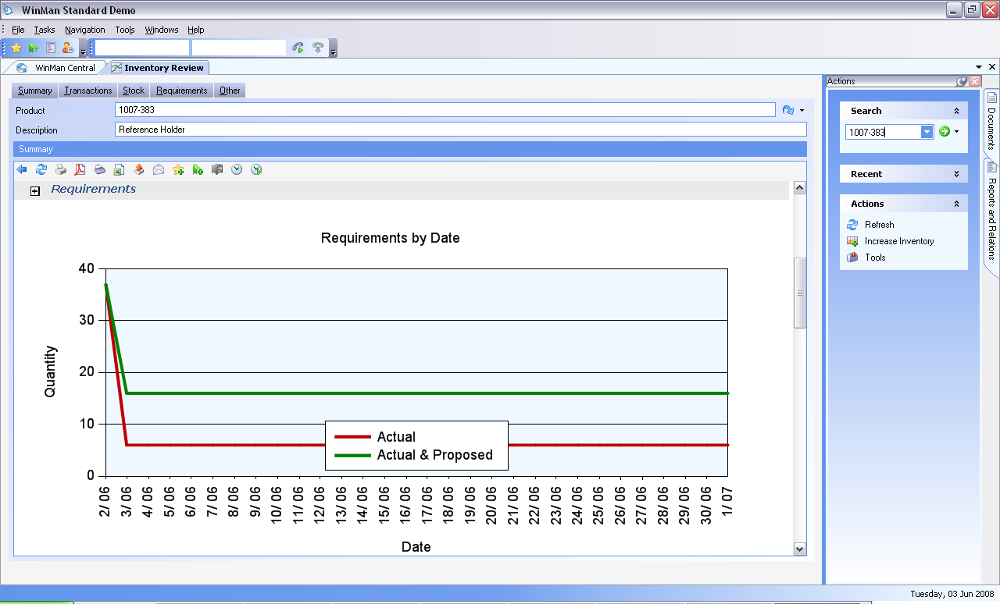 WinMan Standard Demo
File Tasks Navigation Tools Windows Help
WinMan Central Inventory Review
Summary Transactions Stock Requirements Other
Product 1007-383
Description Reference Holder
Summary
Requirements
Requirements by Date
Quantity
40
30
20
10
0
Actual
Actual & Proposed
2/ 06 3/ 06 4/ 06 5/ 06 6/ 06 7/ 06 8/ 06 9/ 06 10/ 06 11/ 06 12/ 06 13/ 06 14/ 06 15/ 06 16/ 06 17/ 06 18/ 06 19/ 06 20/ 06 21/ 06 22/ 06 23/ 06 24/ 06 25/ 06 26/ 06 27/ 06 28/ 06 29/ 06 30/ 06 1/ 07
Date
Actions
Search
1007-383
Recent
Actions
Refresh
Increase Inventory
Tools
Documents
Reports and Relations
Tuesday, 03 Jun 2008